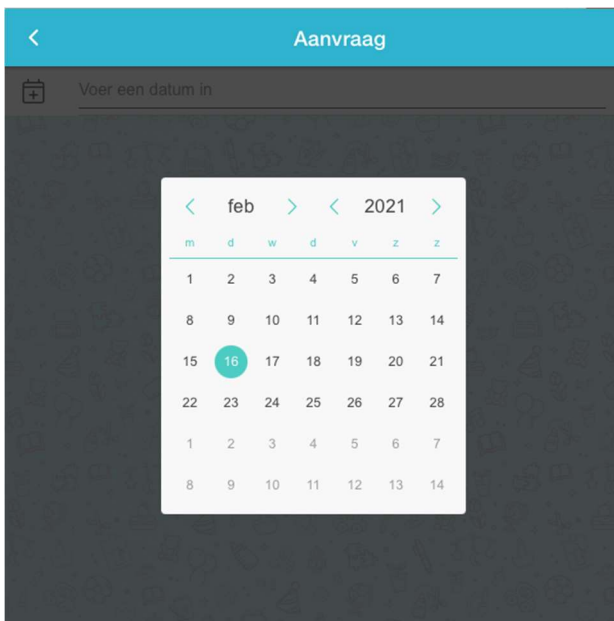 Aanvraag
Voer een datum in
feb 2021
m d w d v z z
1 2 3 4 5 6 7
8 9 10 11 12 13 14
15 16 17 18 19 20 21
22 23 24 25 26 27 28
1 2 3 4 5 6 7
8 9 10 11 12 13 14